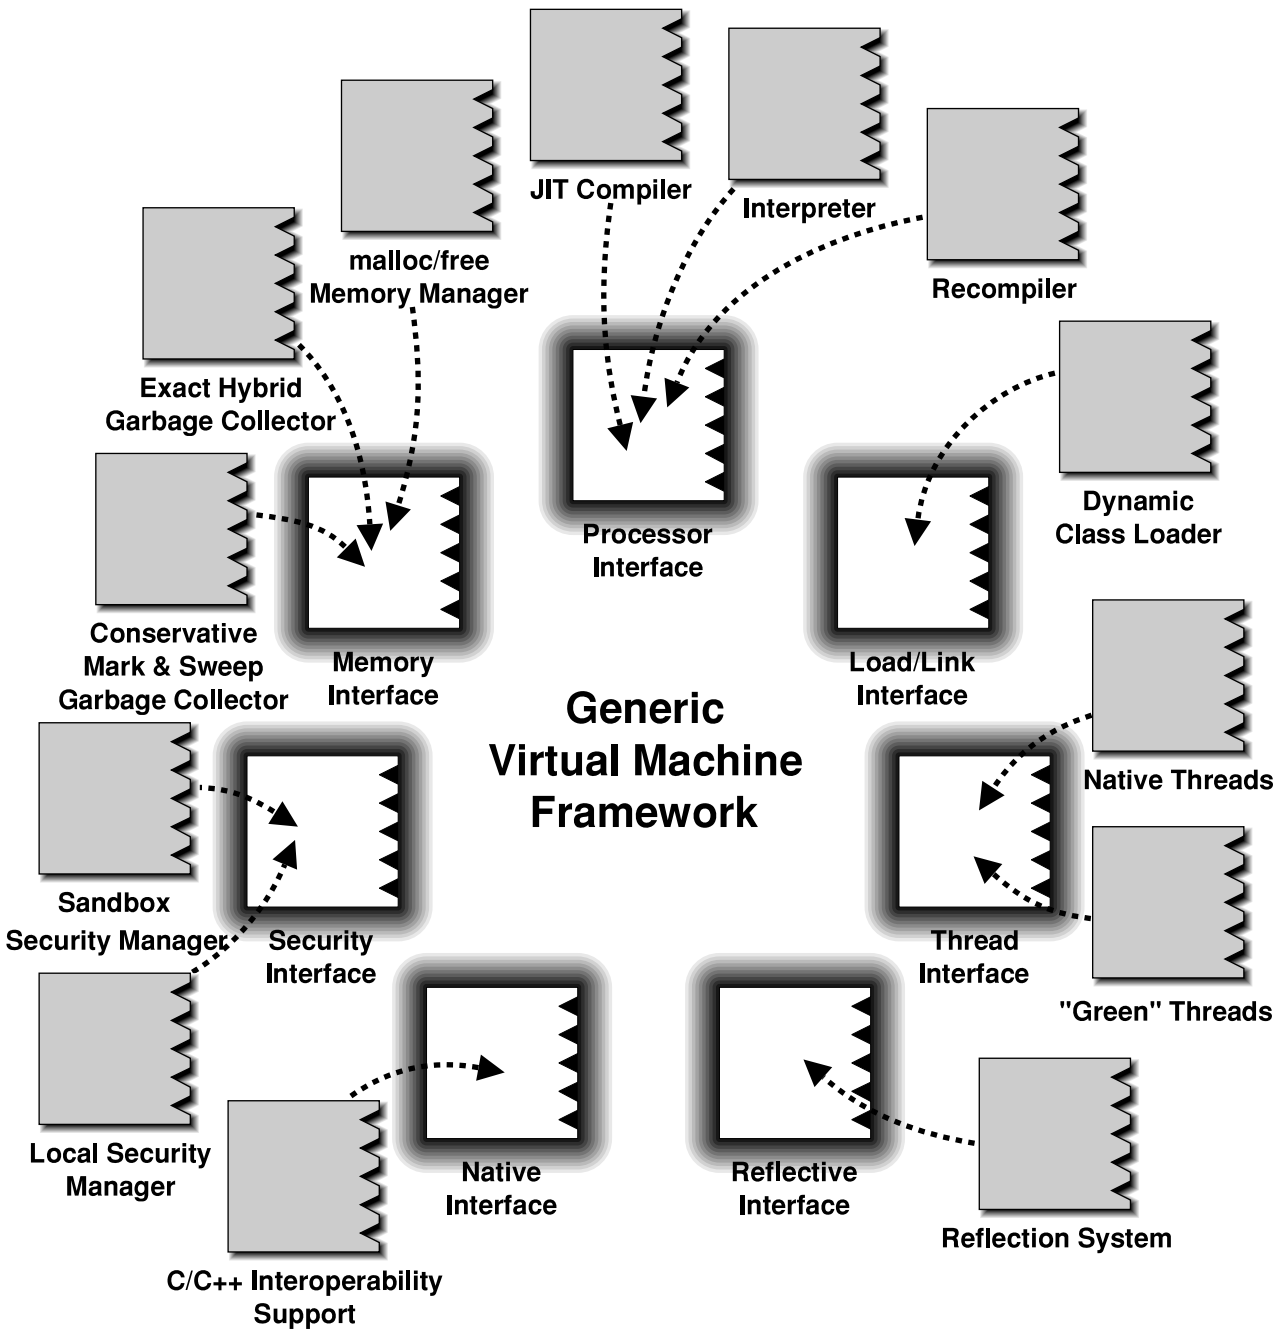 JIT Compiler
Interpreter
malloc/free
Memory Manager
Recompiler
Exact Hybrid
Garbage Collector
Dynamic
Class Loader
Processor
Interface
Conservative
Mark & Sweep
Garbage Collector
Memory
Interface
Load/Link
Interface
Generic
Virtual Machine
Framework
Native Threads
Sandbox
Security Manager
Security
Interface
Thread
Interface
"Green" Threads
Local Security
Manager
Native
Interface
Reflective
Interface
Reflection System
C/C++ Interoperability
Support